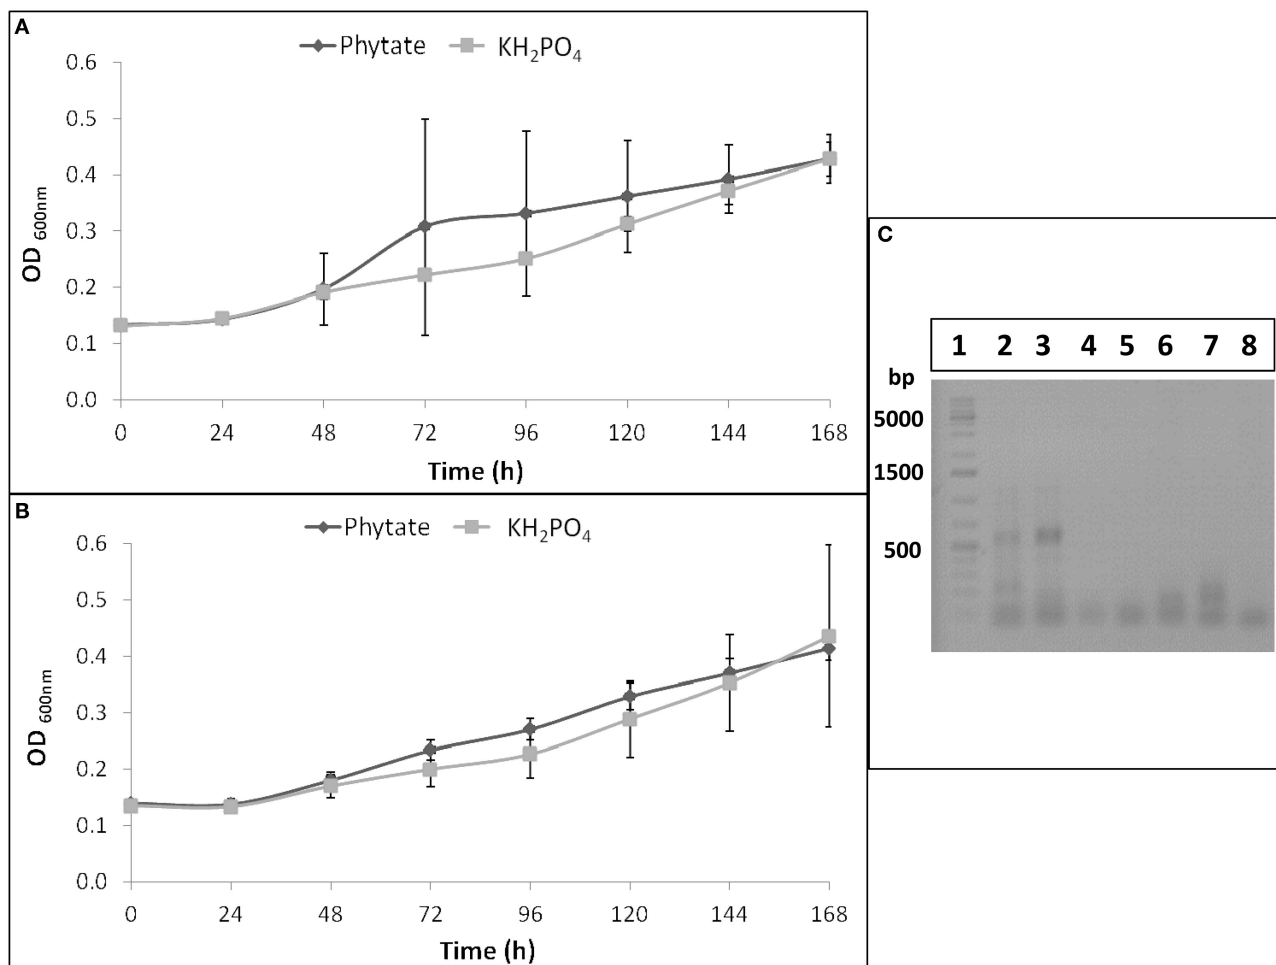 A
Phytate KH₂PO₄
0.6
0.5
0.4
0.3
0.2
0.1
0.0
OD 600nm
0 24 48 72 96 120 144 168
Time (h)
B
Phytate KH₂PO₄
0.6
0.5
0.4
0.3
0.2
0.1
0.0
OD 600nm
0 24 48 72 96 120 144 168
Time (h)
C
1 2 3 4 5 6 7 8
bp
5000
1500
500